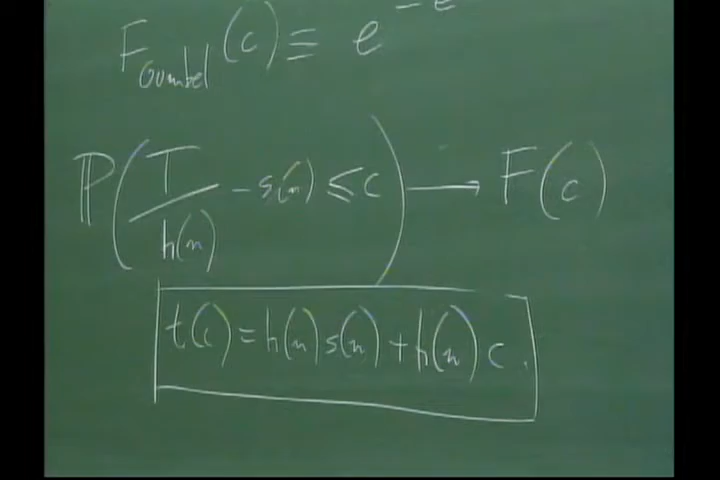 F_Gumbel (c) ≡ e^-e
ℙ(T/h(n) - s(n) ≤ c) → F(c)
t(c) = h(n) s(n) + h(n) c.